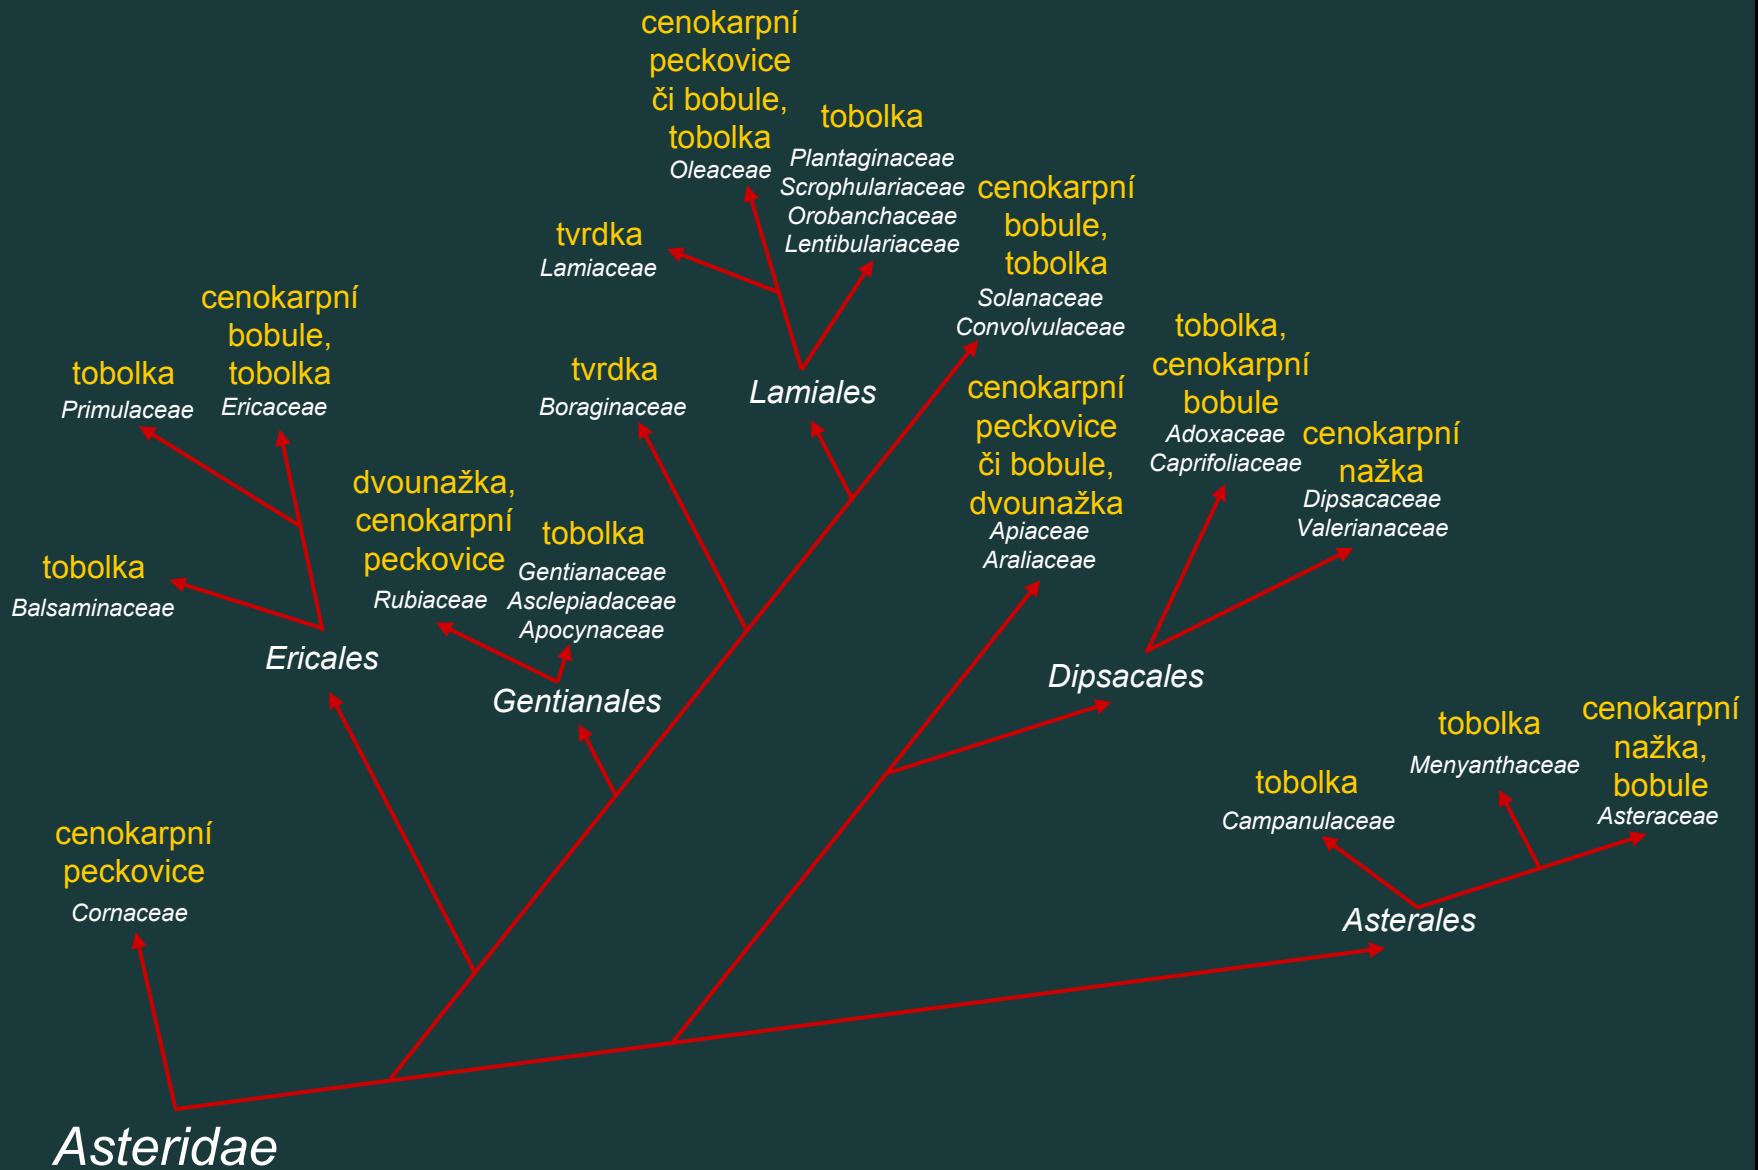 cenokarpní
peckovice
či bobule,
tobolka
Oleaceae
tobolka
Plantaginaceae
Scrophulariaceae
Orobanchaceae
Lentibulariaceae
cenokarpní
bobule,
tobolka
Solanaceae
Convolvulaceae
tvrdka
Lamiaceae
cenokarpní
bobule,
tobolka
Ericaceae
tobolka
Primulaceae
tvrdka
Boraginaceae
Lamiales
cenokarpní
peckovice
či bobule,
dvounažka
Apiaceae
Araliaceae
tobolka,
cenokarpní
bobule
Adoxaceae
Caprifoliaceae
cenokarpní
nažka
Dipsacaceae
Valerianaceae
dvounažka,
cenokarpní
peckovice
Rubiaceae
tobolka
Gentianaceae
Asclepiadaceae
Apocynaceae
tobolka
Balsaminaceae
Ericales
Gentianales
Dipsacales
tobolka
Campanulaceae
tobolka
Menyanthaceae
cenokarpní
nažka,
bobule
Asteraceae
cenokarpní
peckovice
Cornaceae
Asterales
Asteridae